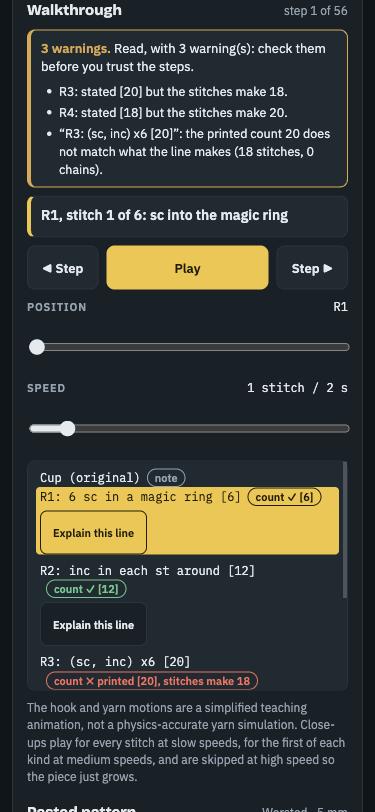 Walkthrough step 1 of 56
3 warnings. Read, with 3 warning(s): check them
before you trust the steps.
• R3: stated [20] but the stitches make 18.
• R4: stated [18] but the stitches make 20.
• “R3: (sc, inc) x6 [20]”: the printed count 20 does
not match what the line makes (18 stitches, 0
chains).
R1, stitch 1 of 6: sc into the magic ring
◀ Step Play Step ▶
POSITION R1
SPEED 1 stitch / 2 s
Cup (original) note
R1: 6 sc in a magic ring [6] count ✓ [6]
Explain this line
R2: inc in each st around [12]
count ✓ [12]
Explain this line
R3: (sc, inc) x6 [20]
count ✕ printed [20], stitches make 18
The hook and yarn motions are a simplified teaching
animation, not a physics-accurate yarn simulation. Close-
ups play for every stitch at slow speeds, for the first of each
kind at medium speeds, and are skipped at high speed so
the piece just grows.
Posted pattern Worsted · 5 mm